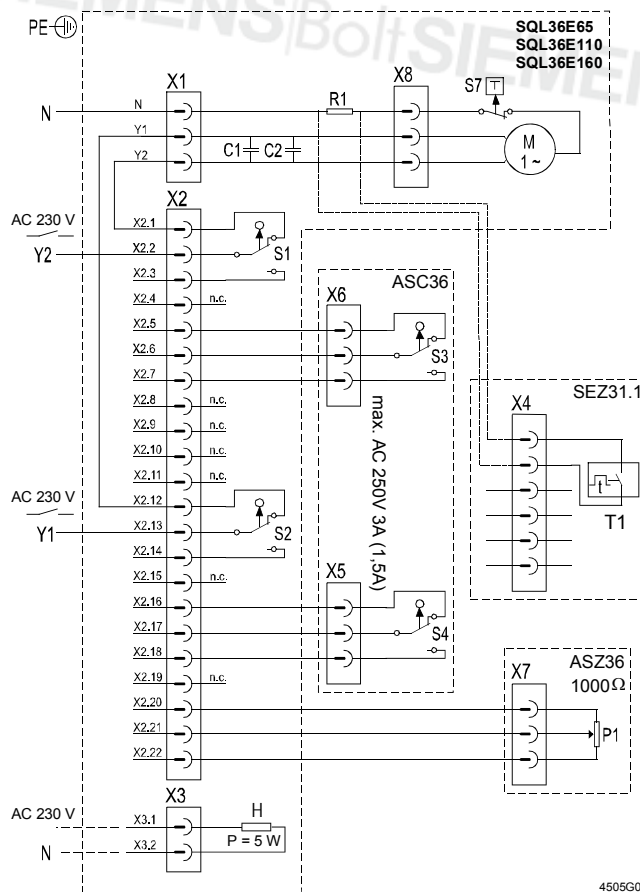 SIEMENS|Bolt SIEMENS
PE
SQL36E65
SQL36E110
SQL36E160
X1
X8
S7
N
N
R1
Y1
C1
C2
M
1~
Y2
X2
AC 230 V
X2.1
Y2
X2.2
S1
X2.3
X2.4
n.c.
X6
ASC36
X2.5
X2.6
S3
X2.7
X2.8
n.c.
X2.9
n.c.
X2.10
n.c.
X2.11
n.c.
max. AC 250V 3A (1,5A)
SEZ31.1
X4
t
T1
AC 230 V
X2.12
Y1
X2.13
S2
X2.14
X2.15
n.c.
X5
X2.16
X2.17
S4
X2.18
X2.19
n.c.
X7
ASZ36
1000Ω
X2.20
X2.21
P1
X2.22
X3
AC 230 V
X3.1
H
N
X3.2
P = 5 W
4505G0